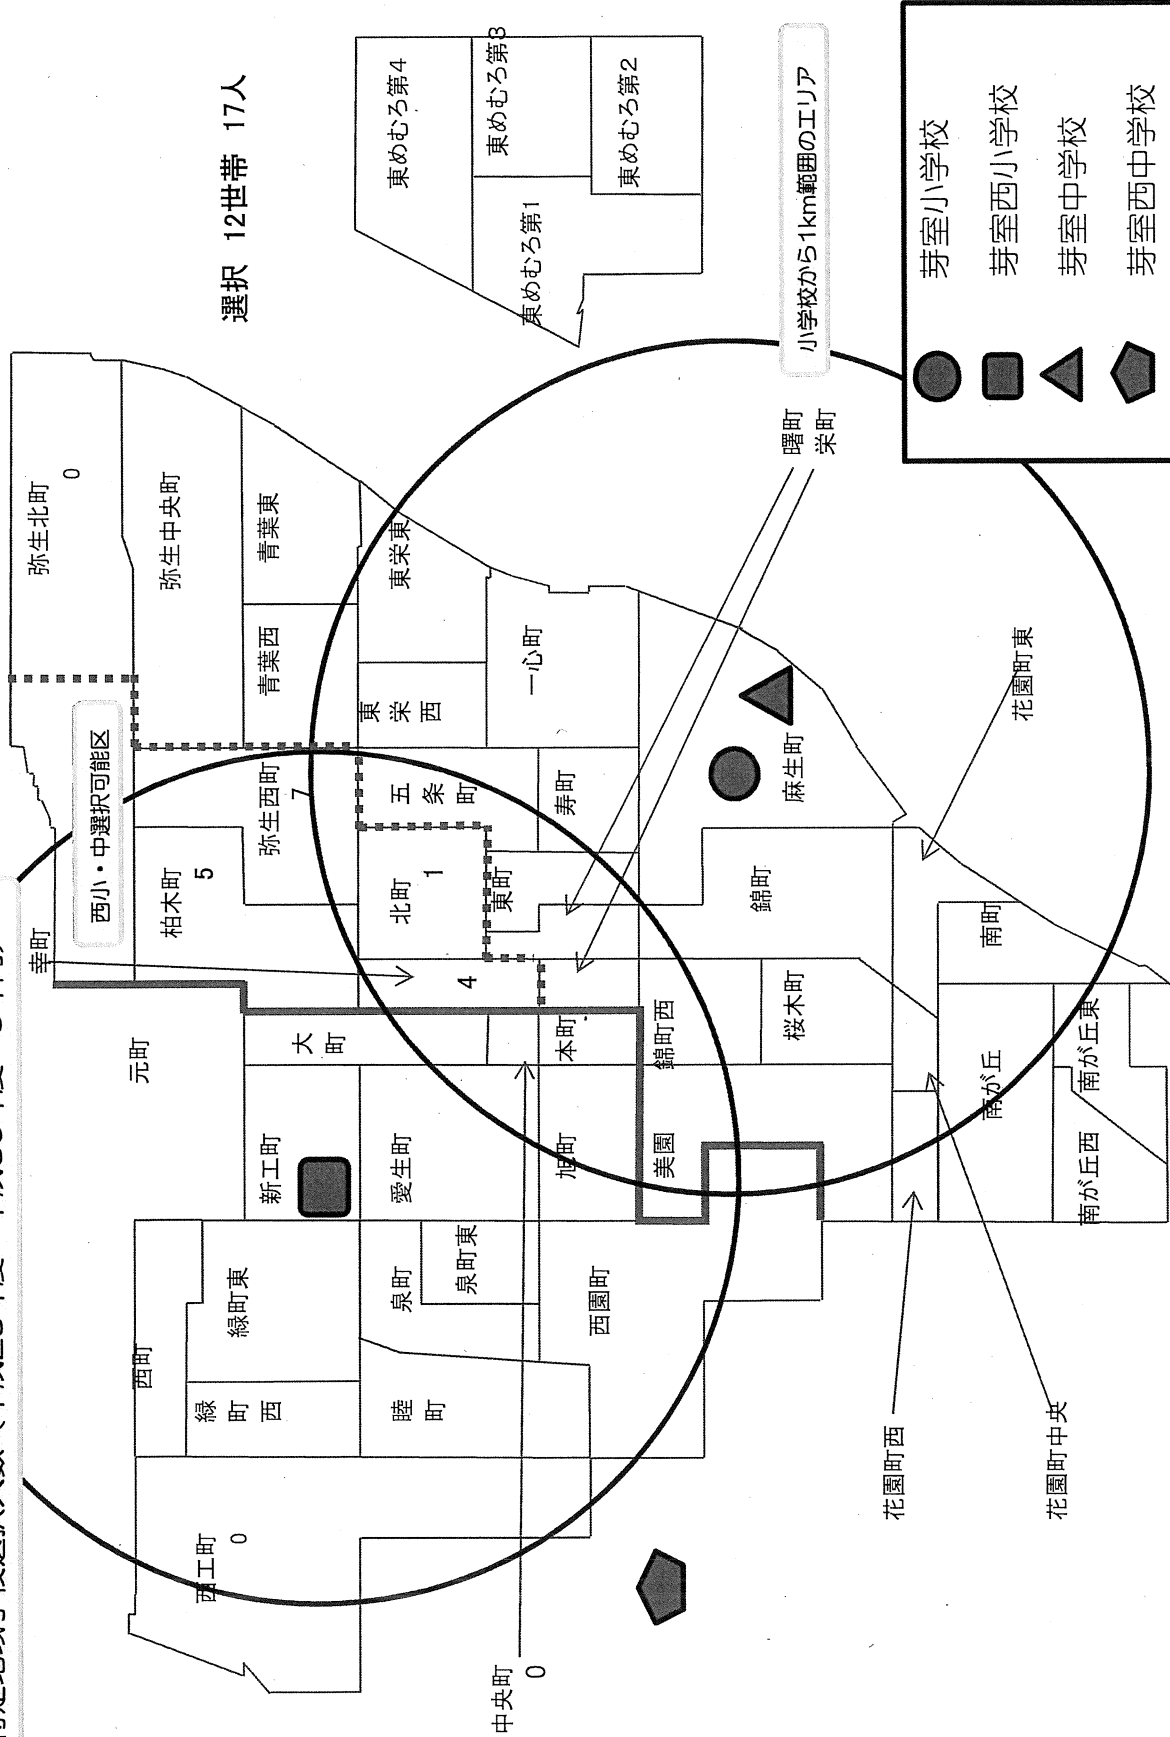 選択 12世帯 17人
西小・中選択可能区
小学校から1km範囲のエリア
芽室小学校
芽室西小学校
芽室中学校
芽室西中学校
弥生北町
0
弥生中央町
青葉東
青葉西
弥生西町
7
柏木町
5
幸町
4
北町
1
五条町
東栄東
東栄西
一心町
寿町
東町
曙町
栄町
麻生町
錦町
錦町西
桜木町
南町
花園町東
花園町西
花園町中央
南が丘
南が丘東
南が丘西
美園
元町
大町
本町
新工町
愛生町
旭町
西町
緑町東
緑町西
泉町
泉町東
睦町
西園町
西工町
0
中央町
0
東めむろ第4
東めむろ第3
東めむろ第2
東めむろ第1